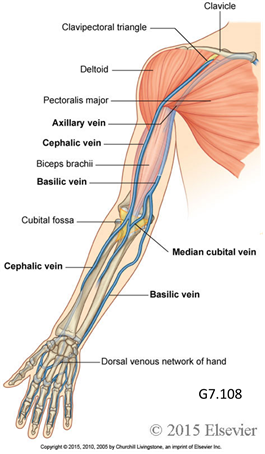 Clavicle
Clavipectoral triangle
Deltoid
Pectoralis major
Axillary vein
Cephalic vein
Biceps brachii
Basilic vein
Cubital fossa
Median cubital vein
Cephalic vein
Basilic vein
Dorsal venous network of hand
G7.108
© 2015 Elsevier
Copyright © 2015, 2010, 2005 by Churchill Livingstone, an imprint of Elsevier Inc.